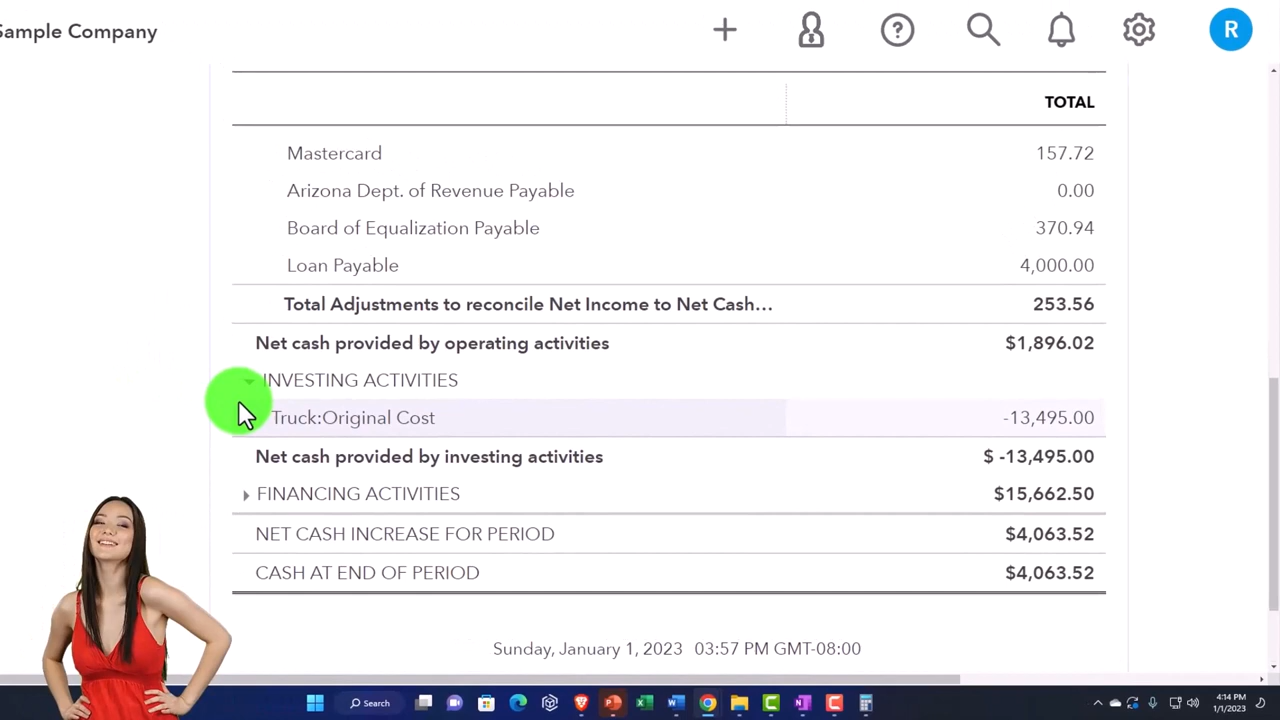 Sample Company
R
TOTAL
Mastercard 157.72
Arizona Dept. of Revenue Payable 0.00
Board of Equalization Payable 370.94
Loan Payable 4,000.00
Total Adjustments to reconcile Net Income to Net Cash… 253.56
Net cash provided by operating activities $1,896.02
INVESTING ACTIVITIES
Truck:Original Cost -13,495.00
Net cash provided by investing activities $ -13,495.00
FINANCING ACTIVITIES $15,662.50
NET CASH INCREASE FOR PERIOD $4,063.52
CASH AT END OF PERIOD $4,063.52
Sunday, January 1, 2023 03:57 PM GMT-08:00
Search
4:14 PM
1/1/2023